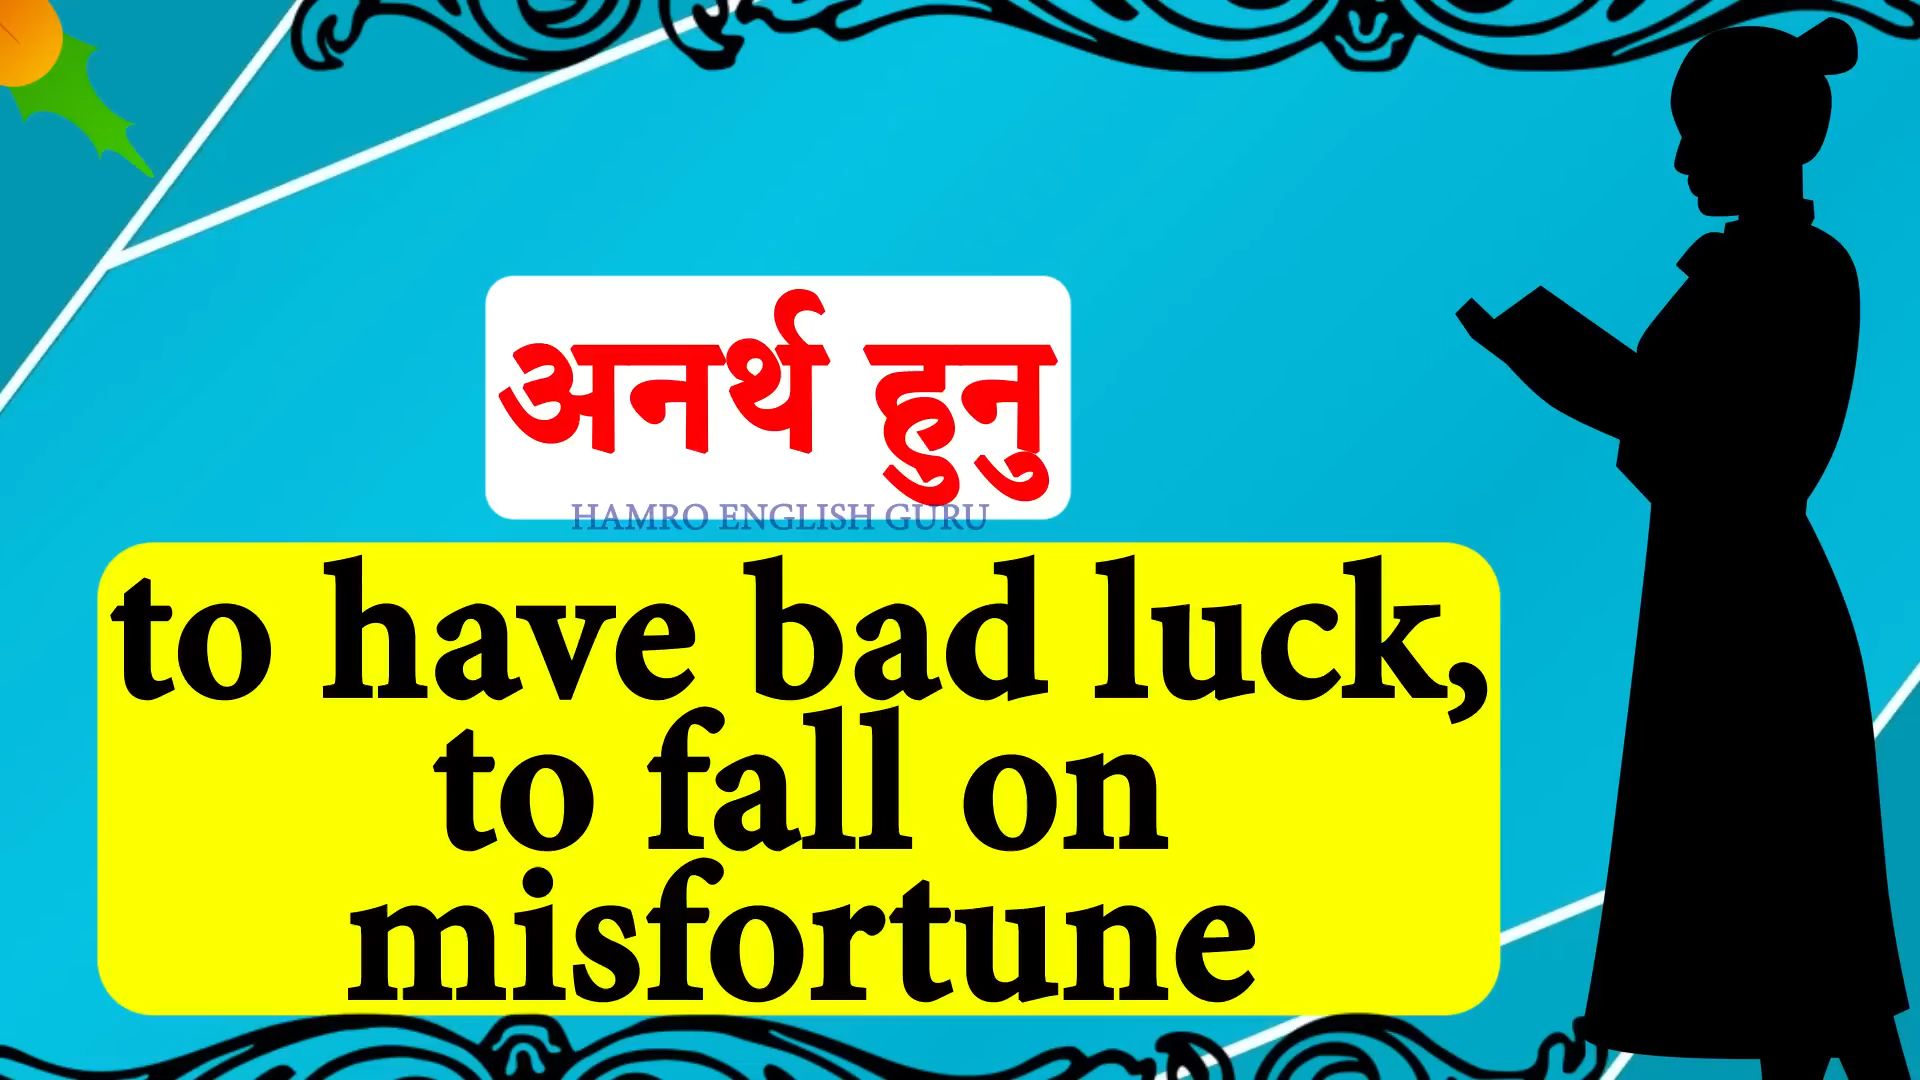 अनर्थ हुनु
HAMRO ENGLISH GURU
to have bad luck,
to fall on
misfortune